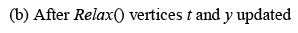 (b) After Relax() vertices t and y updated